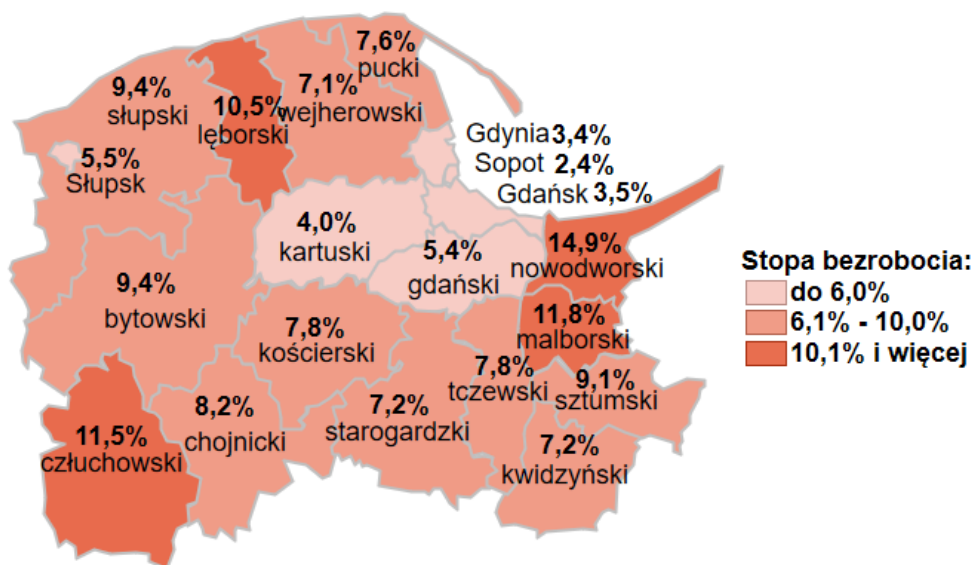 7,6%
pucki
9,4%
słupski
7,1%
wejherowski
10,5%
lęborski
Gdynia 3,4%
Sopot 2,4%
Gdańsk 3,5%
5,5%
Słupsk
4,0%
kartuski
5,4%
gdański
14,9%
nowodworski
9,4%
bytowski
7,8%
kościerski
11,8%
malborski
7,8%
tczewski
9,1%
sztumski
8,2%
chojnicki
7,2%
starogardzki
11,5%
człuchowski
7,2%
kwidzyński
Stopa bezrobocia:
do 6,0%
6,1% - 10,0%
10,1% i więcej